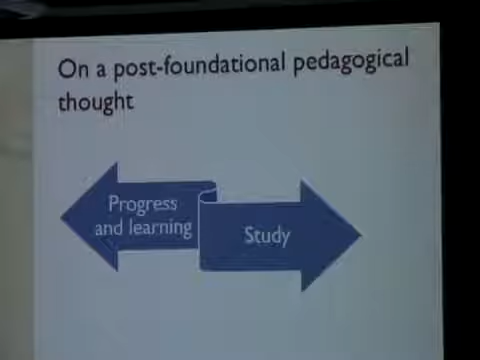 On a post-foundational pedagogical
thought
Progress
and learning
Study